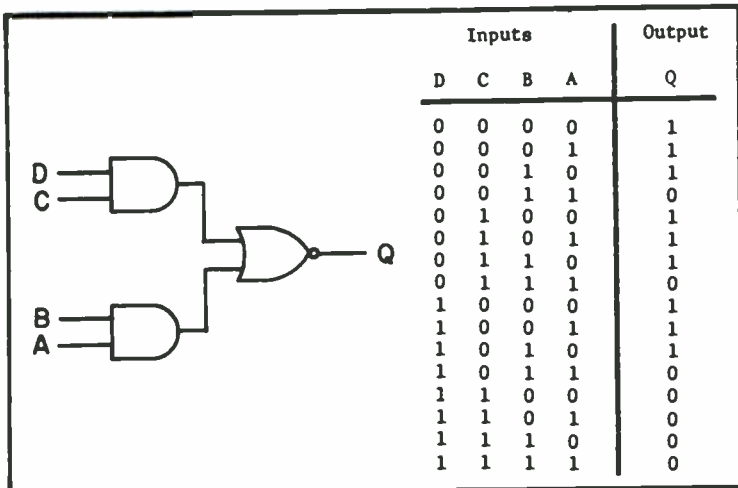 Inputs Output
D C B A Q
0 0 0 0 1
0 0 0 1 1
0 0 1 0 1
0 0 1 1 0
0 1 0 0 1
0 1 0 1 1
0 1 1 0 1
0 1 1 1 0
1 0 0 0 1
1 0 0 1 1
1 0 1 0 1
1 0 1 1 0
1 1 0 0 0
1 1 0 1 0
1 1 1 0 0
1 1 1 1 0
D
C
Q
B
A